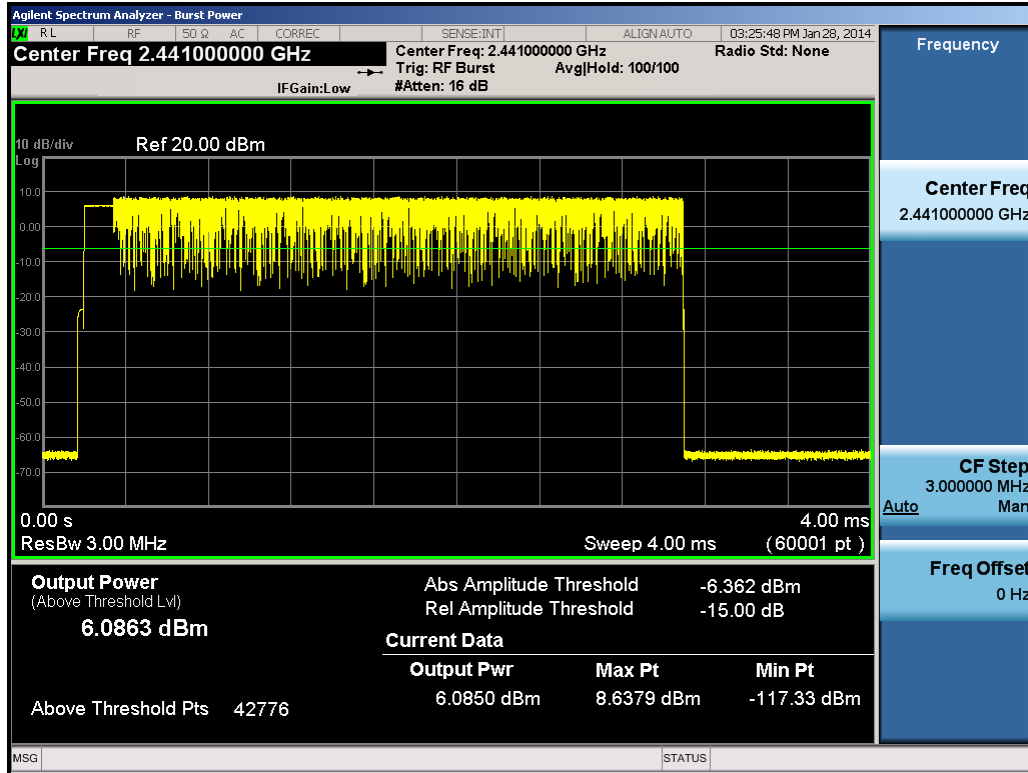 Agilent Spectrum Analyzer - Burst Power
LXI RL RF 50 Ω AC CORREC SENSE:INT ALIGN AUTO 03:25:48 PM Jan 28, 2014
Center Freq 2.441000000 GHz
Center Freq: 2.441000000 GHz Radio Std: None
Trig: RF Burst Avg|Hold: 100/100
IFGain:Low #Atten: 16 dB
Frequency
10 dB/div Ref 20.00 dBm
Log
10.0
0.00
-10.0
-20.0
-30.0
-40.0
-50.0
-60.0
-70.0
0.00 s 4.00 ms
ResBw 3.00 MHz Sweep 4.00 ms (60001 pt )
Center Freq
2.441000000 GHz
CF Step
3.000000 MHz
Auto Man
Freq Offset
0 Hz
Output Power
(Above Threshold Lvl)
6.0863 dBm
Above Threshold Pts 42776
Abs Amplitude Threshold -6.362 dBm
Rel Amplitude Threshold -15.00 dB
Current Data
Output Pwr Max Pt Min Pt
6.0850 dBm 8.6379 dBm -117.33 dBm
MSG STATUS